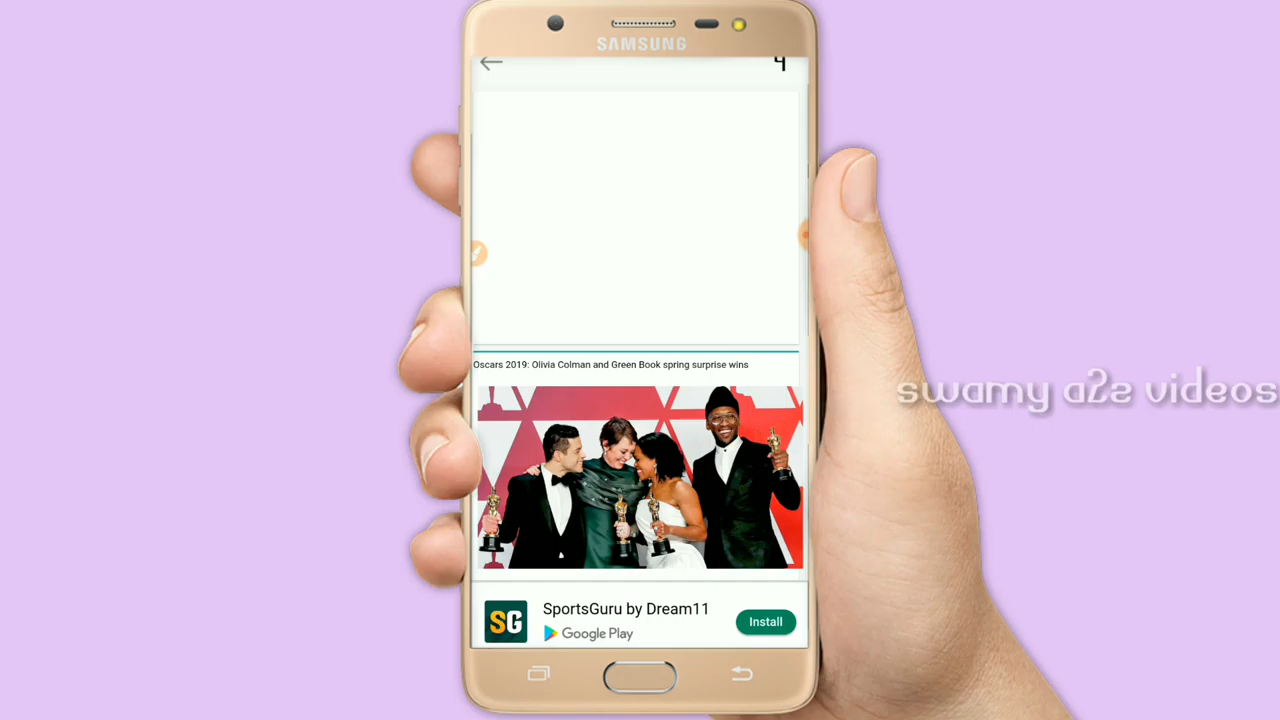 SAMSUNG
4
Oscars 2019: Olivia Colman and Green Book spring surprise wins
swamy a2z videos
SG
SportsGuru by Dream11
Google Play
Install